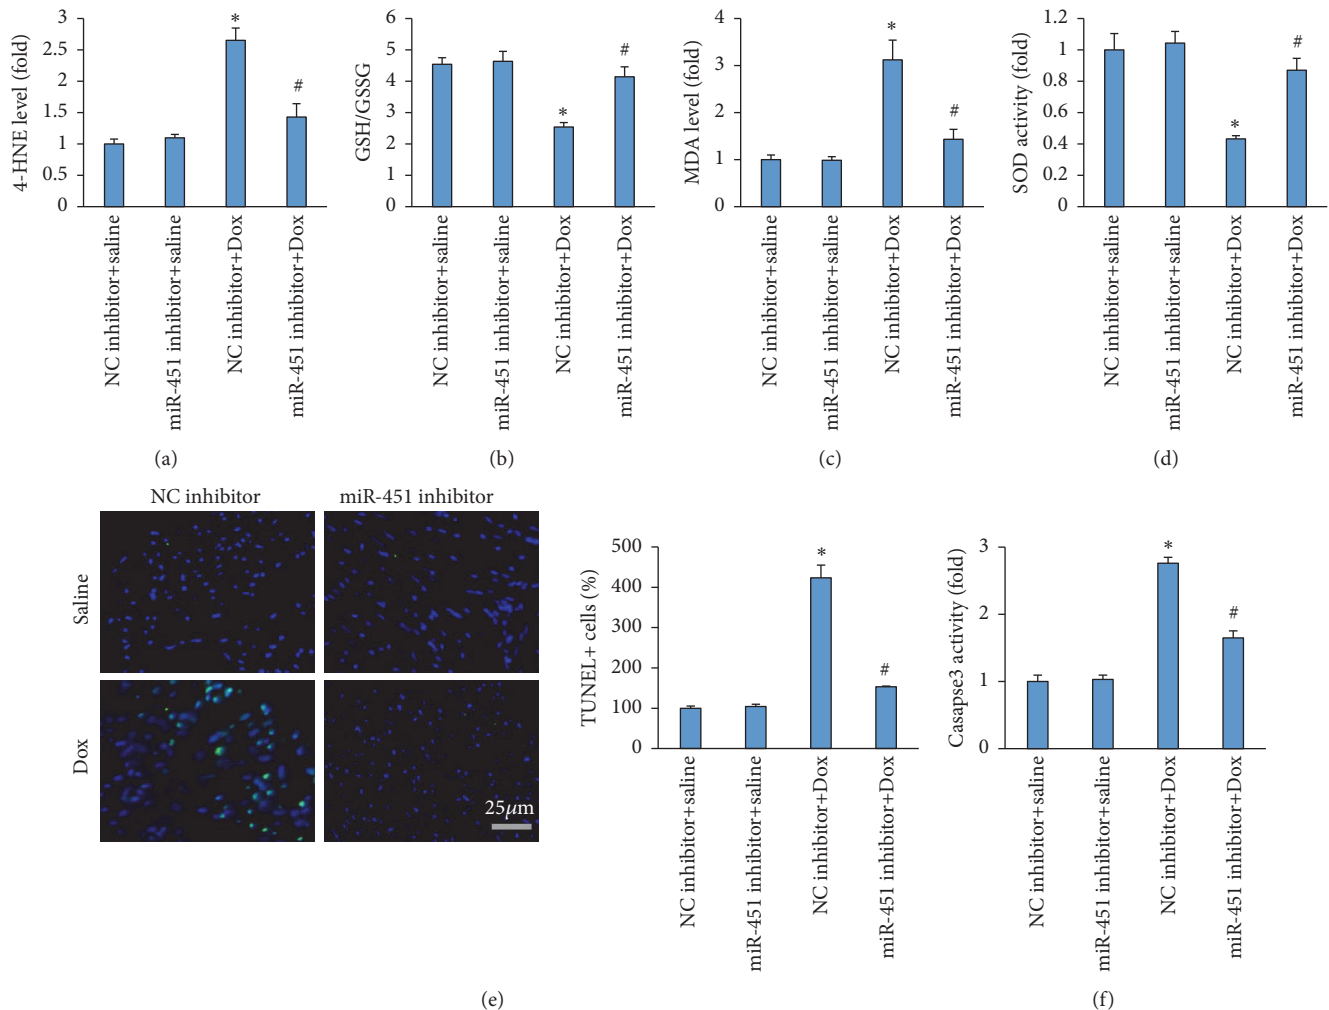 4-HNE level (fold)
3
2.5
2
1.5
1
0.5
0
*
#
NC inhibitor+saline
miR-451 inhibitor+saline
NC inhibitor+Dox
miR-451 inhibitor+Dox
(a)
GSH/GSSG
6
5
4
3
2
1
0
*
#
NC inhibitor+saline
miR-451 inhibitor+saline
NC inhibitor+Dox
miR-451 inhibitor+Dox
(b)
MDA level (fold)
4
3
2
1
0
*
#
NC inhibitor+saline
miR-451 inhibitor+saline
NC inhibitor+Dox
miR-451 inhibitor+Dox
(c)
SOD activity (fold)
1.2
1
0.8
0.6
0.4
0.2
0
*
#
NC inhibitor+saline
miR-451 inhibitor+saline
NC inhibitor+Dox
miR-451 inhibitor+Dox
(d)
NC inhibitor
miR-451 inhibitor
Saline
Dox
25μm
TUNEL+ cells (%)
500
400
300
200
100
0
*
#
NC inhibitor+saline
miR-451 inhibitor+saline
NC inhibitor+Dox
miR-451 inhibitor+Dox
(e)
Casapse3 activity (fold)
3
2
1
0
*
#
NC inhibitor+saline
miR-451 inhibitor+saline
NC inhibitor+Dox
miR-451 inhibitor+Dox
(f)